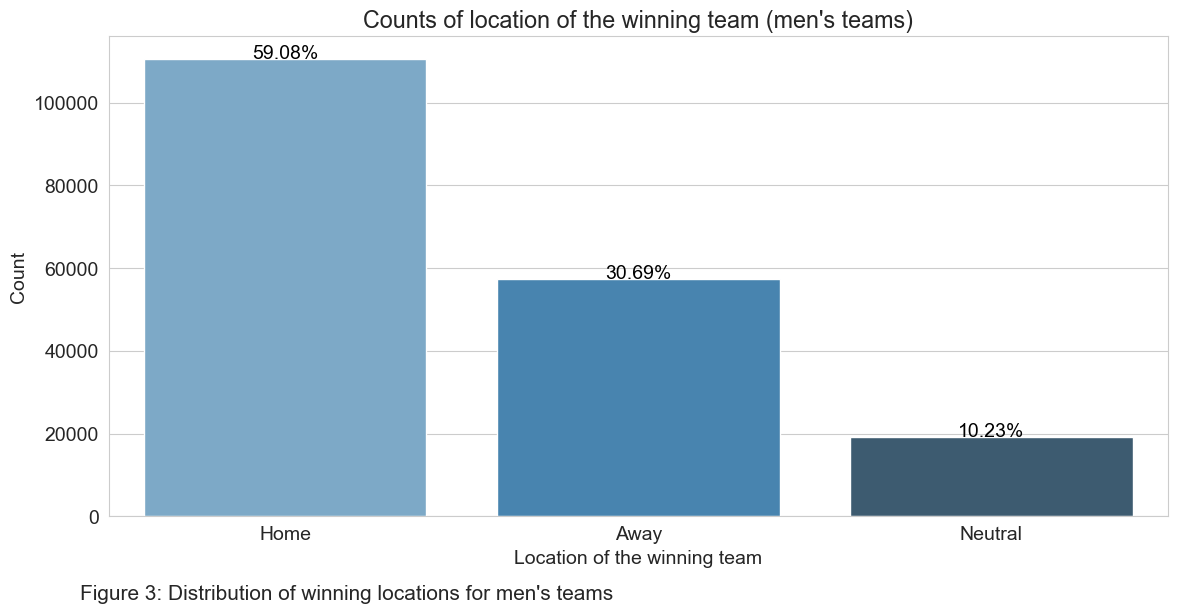 Counts of location of the winning team (men's teams)
59.08%
30.69%
10.23%
100000
80000
60000
40000
20000
0
Count
Home
Away
Neutral
Location of the winning team
Figure 3: Distribution of winning locations for men's teams